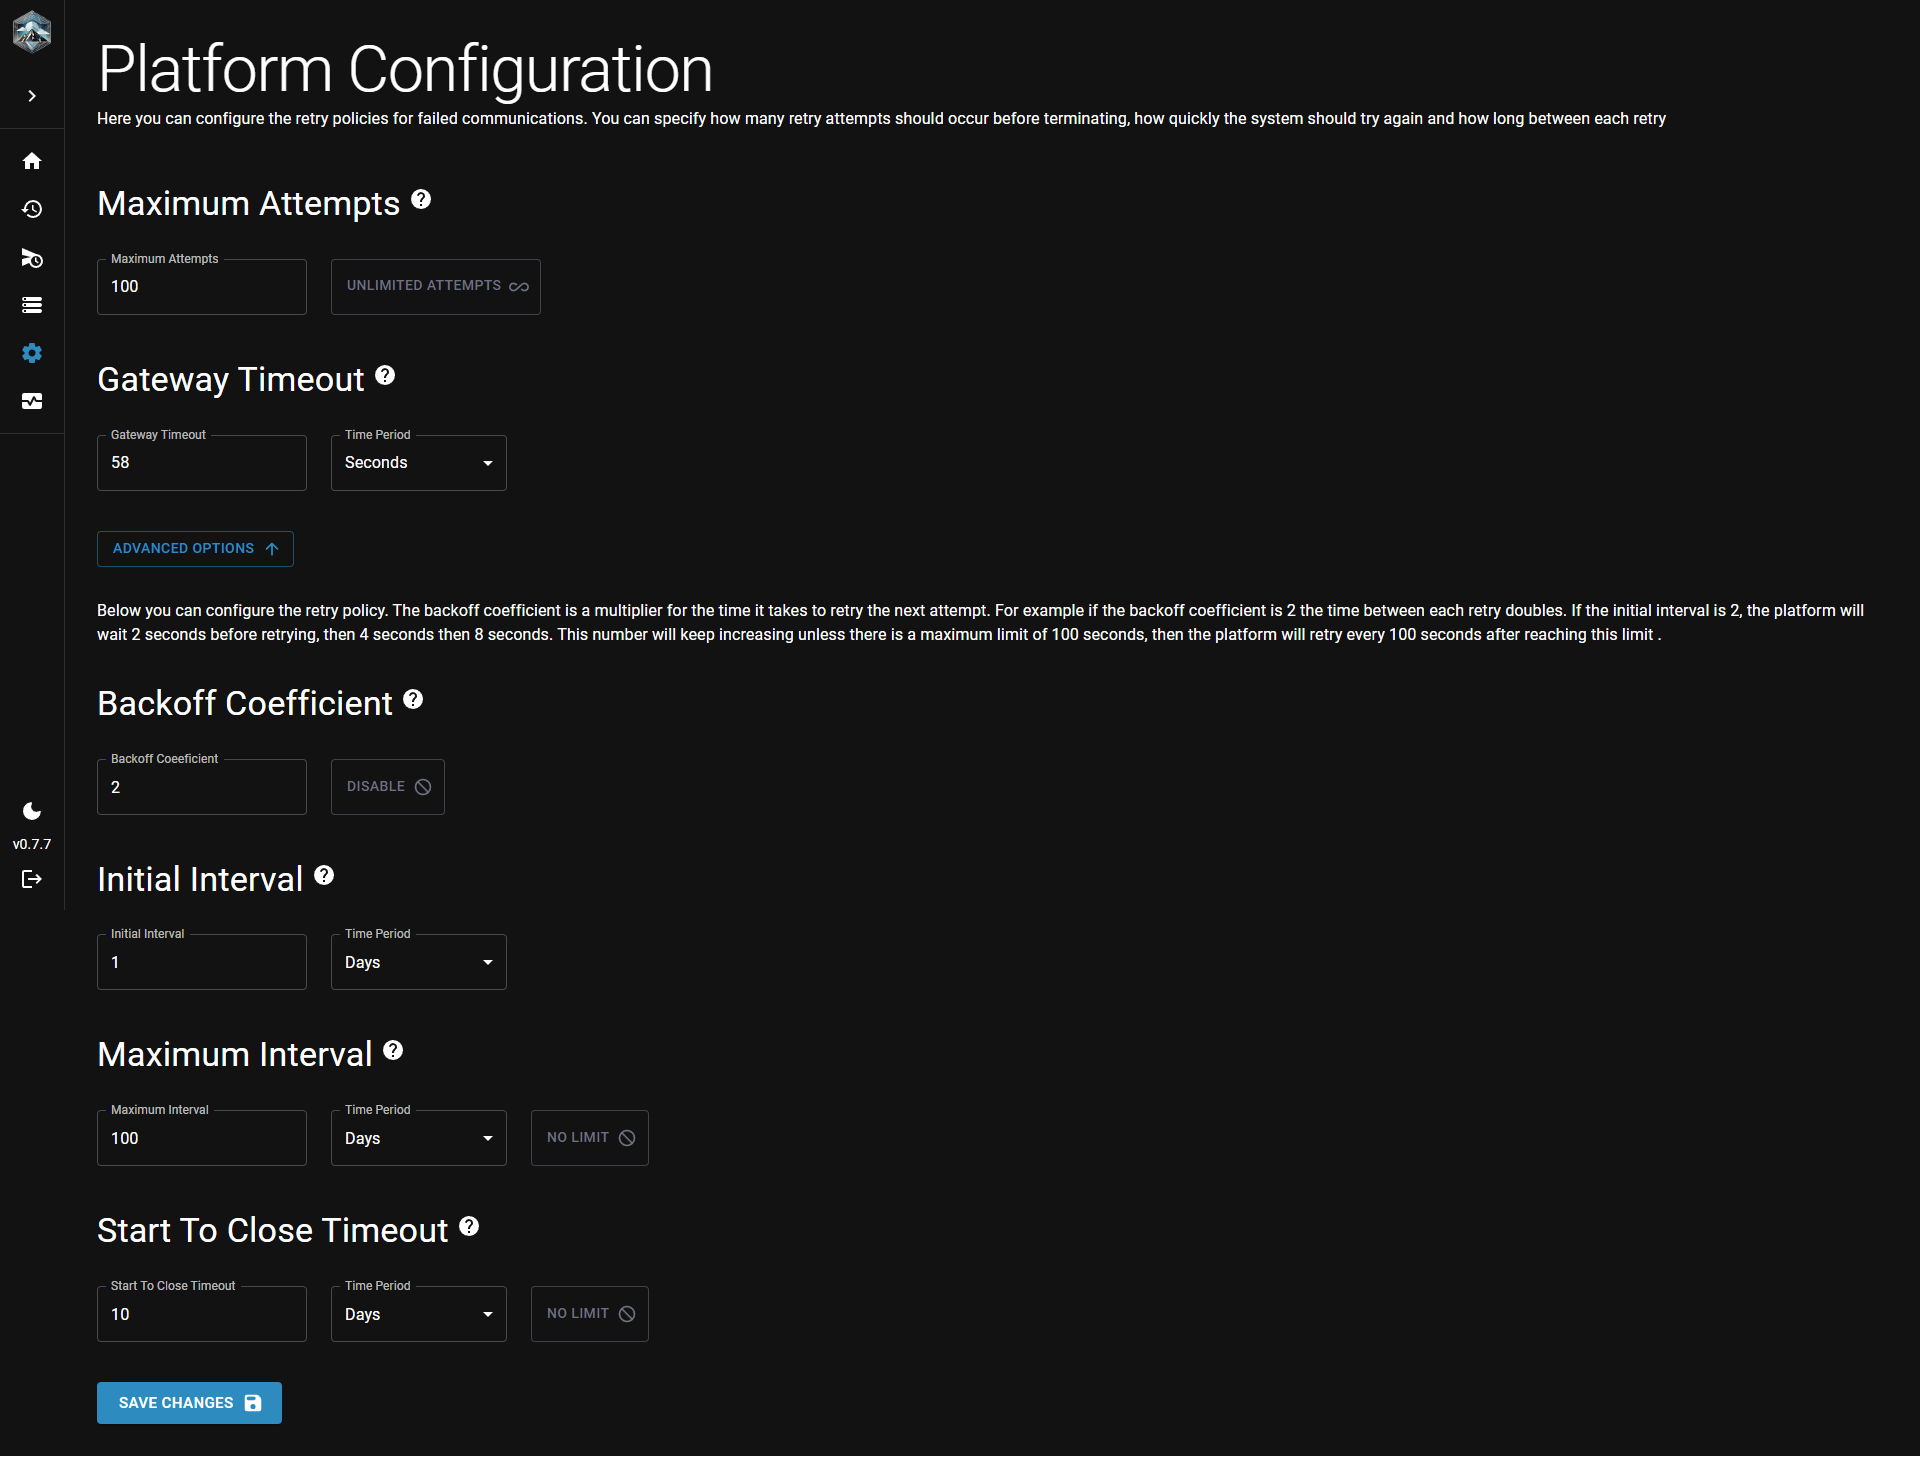 Platform Configuration
Here you can configure the retry policies for failed communications. You can specify how many retry attempts should occur before terminating, how quickly the system should try again and how long between each retry
Maximum Attempts
Maximum Attempts
100
UNLIMITED ATTEMPTS
Gateway Timeout
Gateway Timeout
58
Time Period
Seconds
ADVANCED OPTIONS
Below you can configure the retry policy. The backoff coefficient is a multiplier for the time it takes to retry the next attempt. For example if the backoff coefficient is 2 the time between each retry doubles. If the initial interval is 2, the platform will
wait 2 seconds before retrying, then 4 seconds then 8 seconds. This number will keep increasing unless there is a maximum limit of 100 seconds, then the platform will retry every 100 seconds after reaching this limit .
Backoff Coefficient
Backoff Coeeficient
2
DISABLE
v0.7.7
Initial Interval
Initial Interval
1
Time Period
Days
Maximum Interval
Maximum Interval
100
Time Period
Days
NO LIMIT
Start To Close Timeout
Start To Close Timeout
10
Time Period
Days
NO LIMIT
SAVE CHANGES